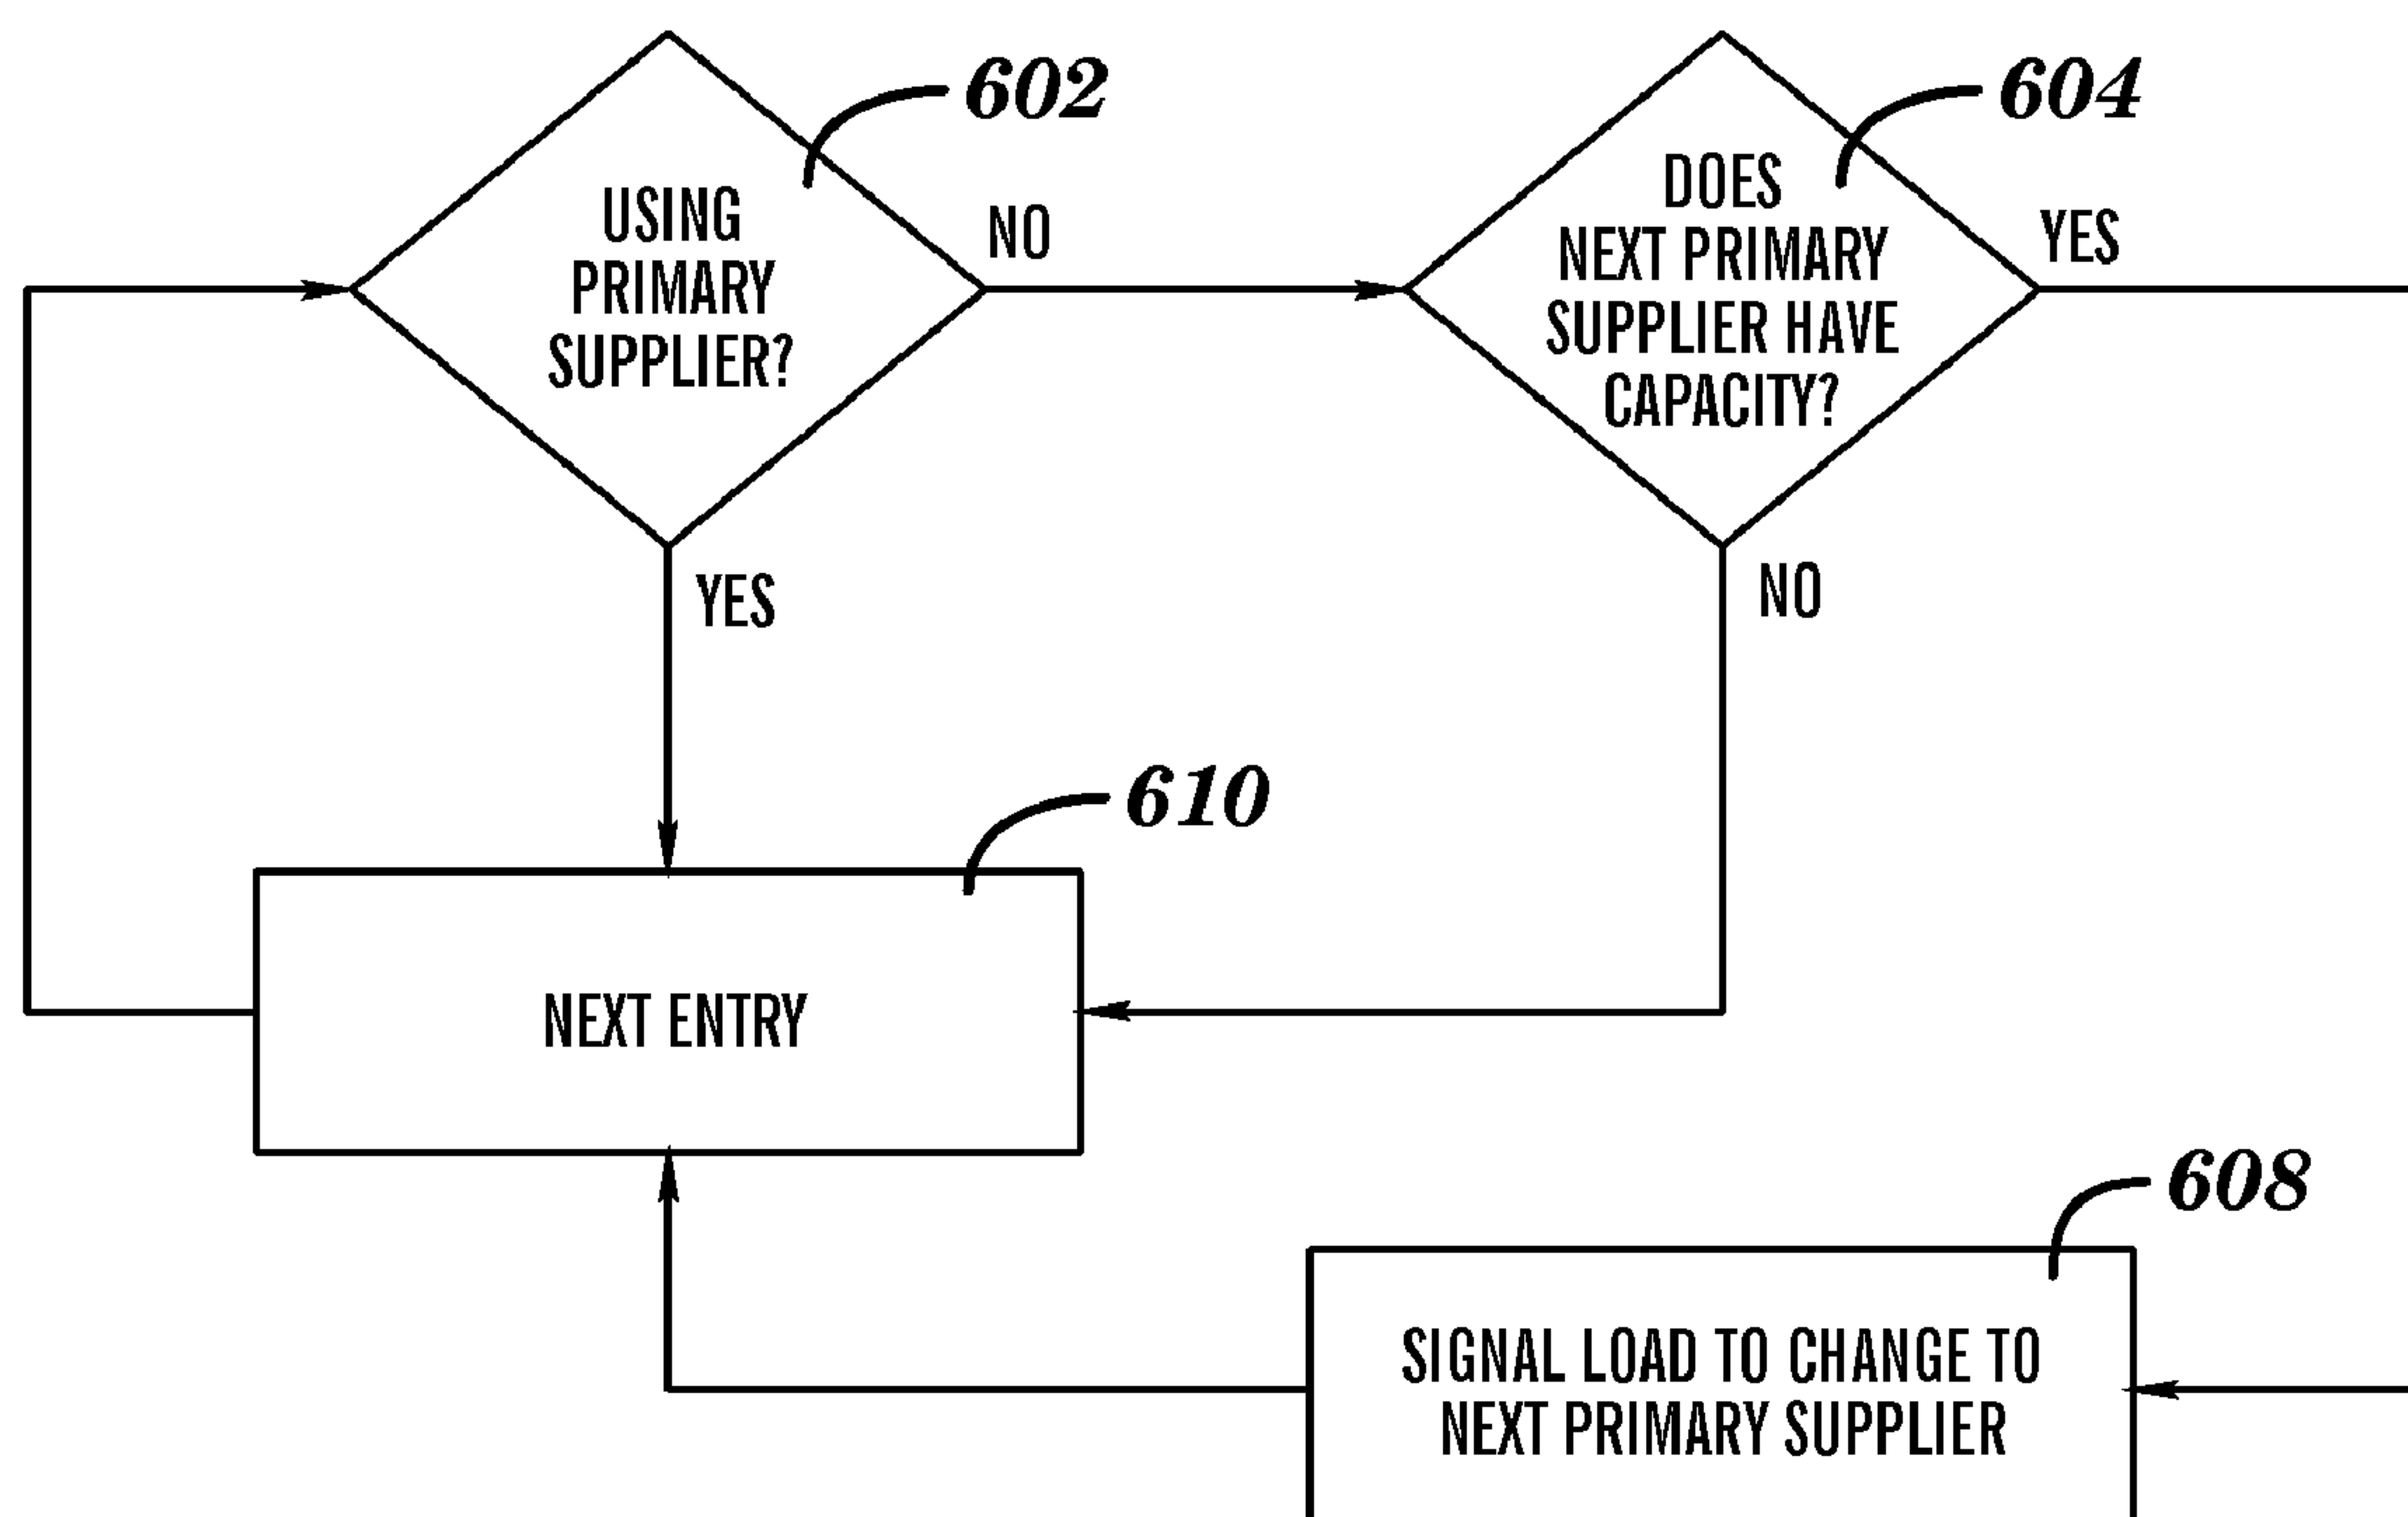 602
USING
PRIMARY
SUPPLIER?
NO
YES
604
DOES
NEXT PRIMARY
SUPPLIER HAVE
CAPACITY?
YES
NO
610
NEXT ENTRY
608
SIGNAL LOAD TO CHANGE TO
NEXT PRIMARY SUPPLIER